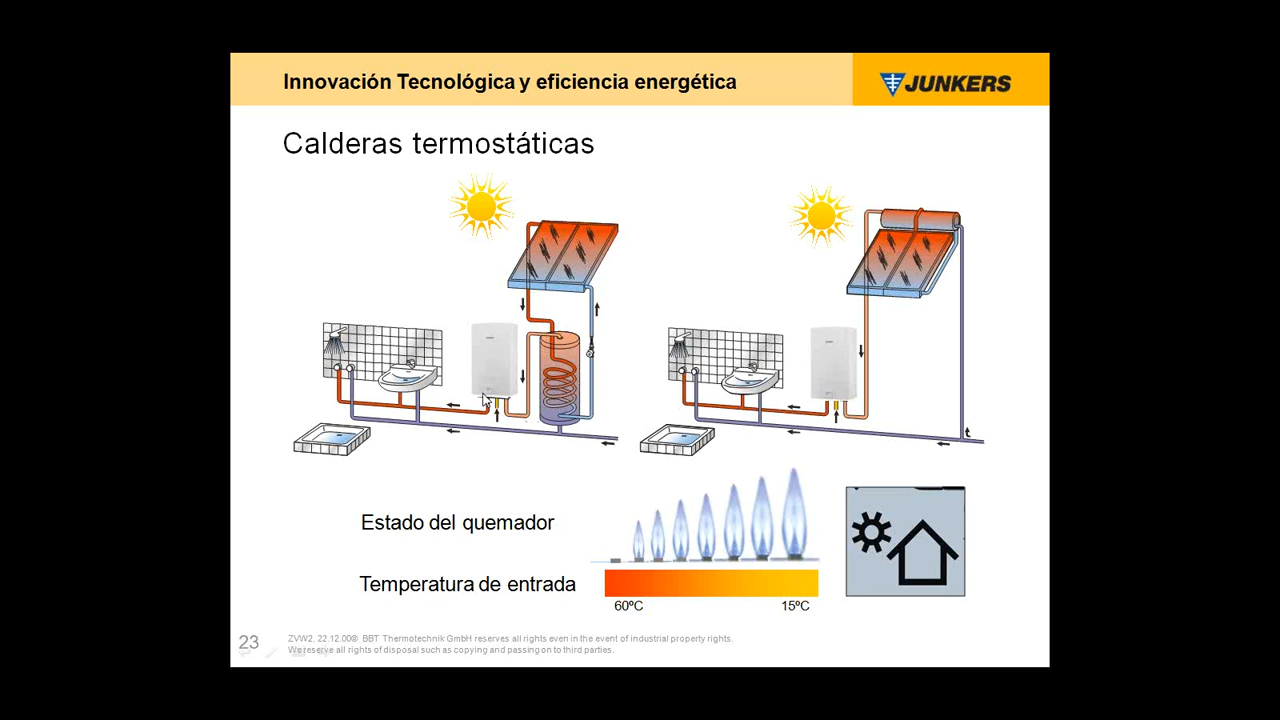 Innovación Tecnológica y eficiencia energética
JUNKERS
Calderas termostáticas
t
Estado del quemador
Temperatura de entrada
60ºC
15ºC
23
ZVW2, 22.12.00© BBT Thermotechnik GmbH reserves all rights even in the event of industrial property rights.
We reserve all rights of disposal such as copying and passing on to third parties.